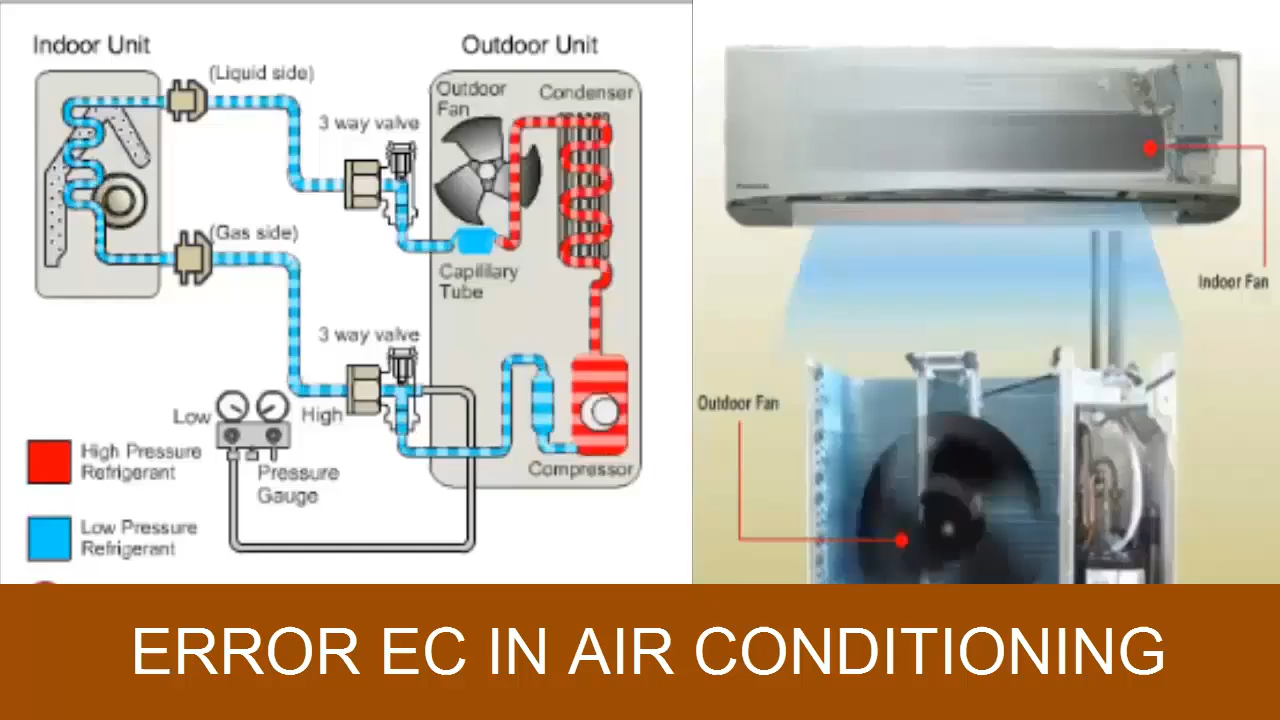 Indoor Unit
Outdoor Unit
(Liquid side)
Outdoor
Fan
Condenser
3 way valve
(Gas side)
Capillilary
Tube
3 way valve
Low
High
Pressure
Gauge
Compressor
High Pressure
Refrigerant
Low Pressure
Refrigerant
Indoor Fan
Outdoor Fan
ERROR EC IN AIR CONDITIONING